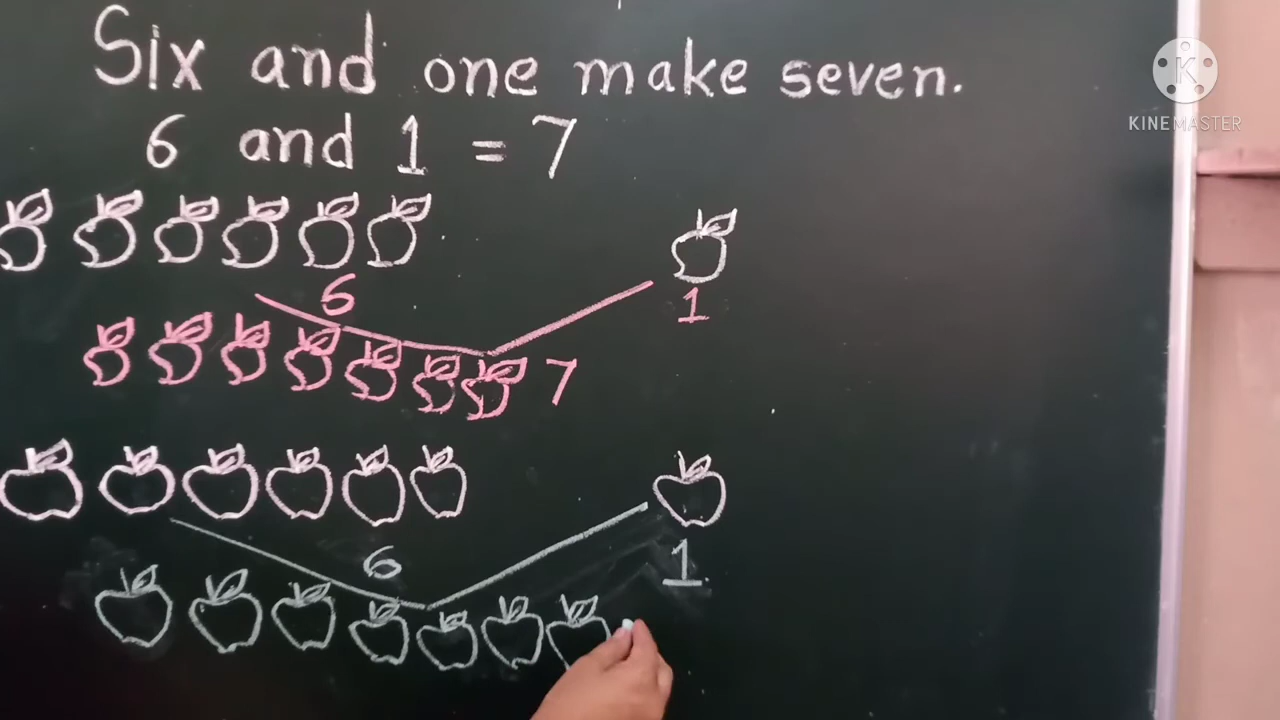 Six and one make seven.
6 and 1 = 7
K
KINEMASTER
6
1
7
6
1